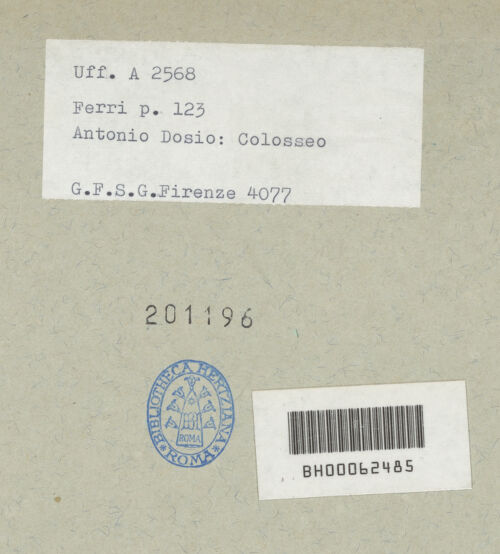 Uff. A 2568
Ferri p. 123
Antonio Dosio: Colosseo
G.F.S.G.Firenze 4077
201196
*BIBLIOTHECA HERTZIANA*
ROMA
ROMA
BH00062485